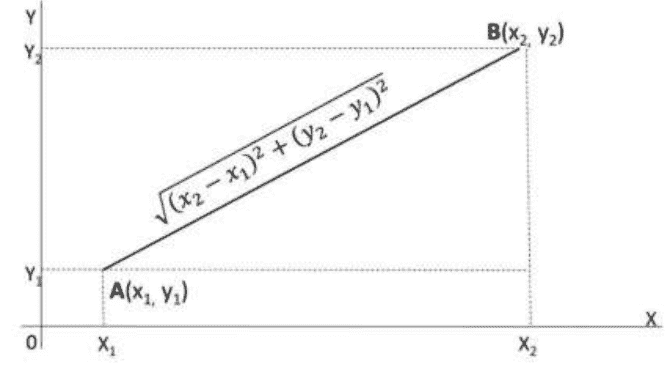 Y
Y₂
B(x₂, y₂)
√(x₂ − x₁)² + (y₂ − y₁)²
Y₁
A(x₁, y₁)
X
0
X₁
X₂